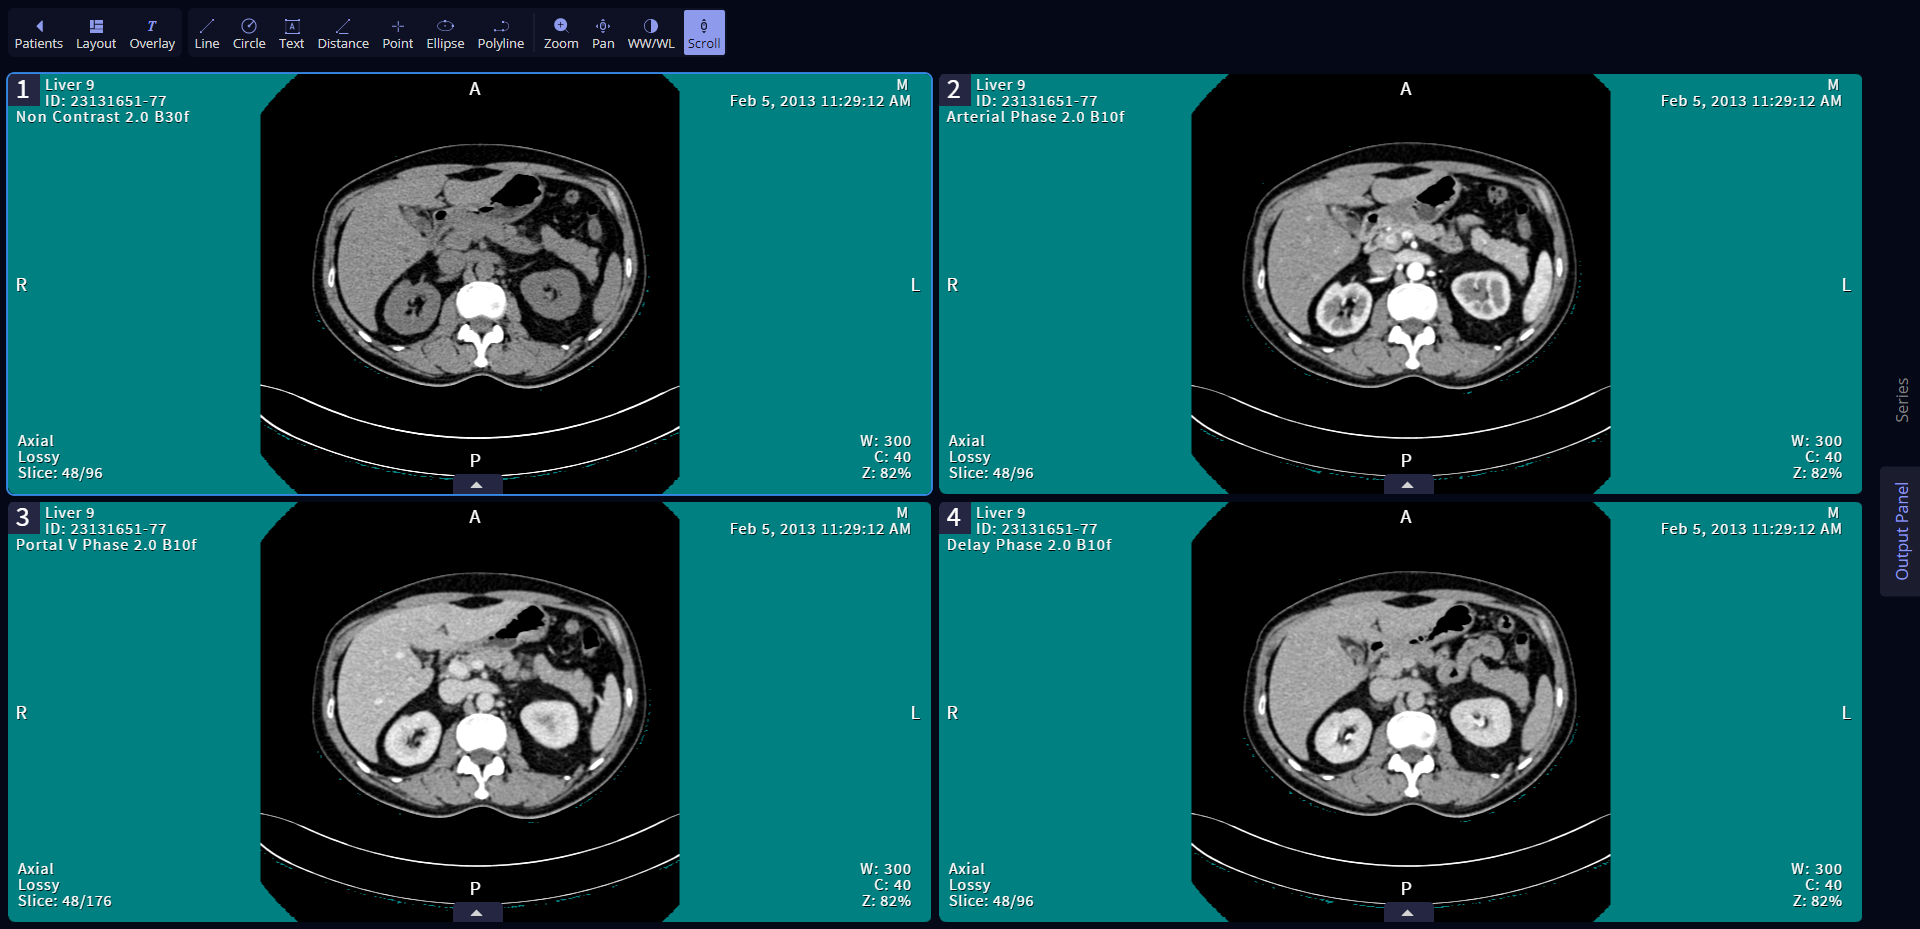 Patients Layout Overlay Line Circle Text Distance Point Ellipse Polyline Zoom Pan WW/WL Scroll
1
Liver 9
ID: 23131651-77
Non Contrast 2.0 B30f
M
Feb 5, 2013 11:29:12 AM
A
R
L
P
Axial
Lossy
Slice: 48/96
W: 300
C: 40
Z: 82%
2
Liver 9
ID: 23131651-77
Arterial Phase 2.0 B10f
M
Feb 5, 2013 11:29:12 AM
A
R
L
P
Axial
Lossy
Slice: 48/96
W: 300
C: 40
Z: 82%
3
Liver 9
ID: 23131651-77
Portal V Phase 2.0 B10f
M
Feb 5, 2013 11:29:12 AM
A
R
L
P
Axial
Lossy
Slice: 48/176
W: 300
C: 40
Z: 82%
4
Liver 9
ID: 23131651-77
Delay Phase 2.0 B10f
M
Feb 5, 2013 11:29:12 AM
A
R
L
P
Axial
Lossy
Slice: 48/96
W: 300
C: 40
Z: 82%
Series
Output Panel